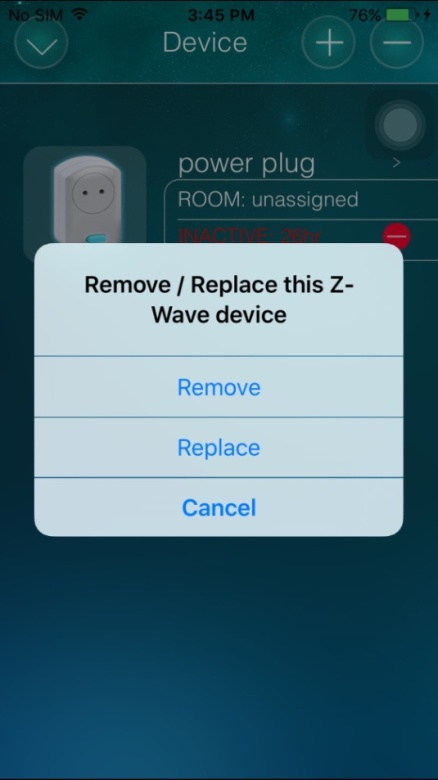 No SIM 3:45 PM 76%
Device
power plug >
ROOM: unassigned
INACTIVE: 26hr
Remove / Replace this Z-
Wave device
Remove
Replace
Cancel